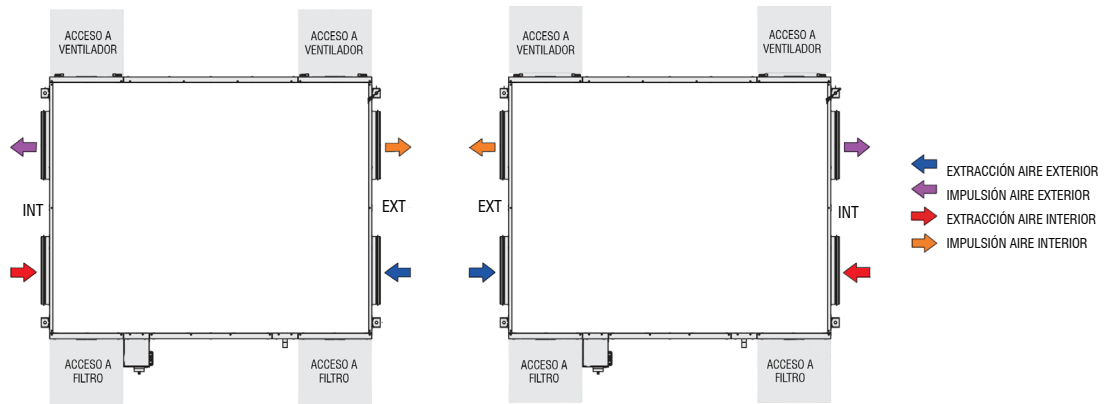 ACCESO A
VENTILADOR
ACCESO A
VENTILADOR
INT
EXT
ACCESO A
FILTRO
ACCESO A
FILTRO
ACCESO A
VENTILADOR
ACCESO A
VENTILADOR
EXT
INT
ACCESO A
FILTRO
ACCESO A
FILTRO
EXTRACCIÓN AIRE EXTERIOR
IMPULSIÓN AIRE EXTERIOR
EXTRACCIÓN AIRE INTERIOR
IMPULSIÓN AIRE INTERIOR